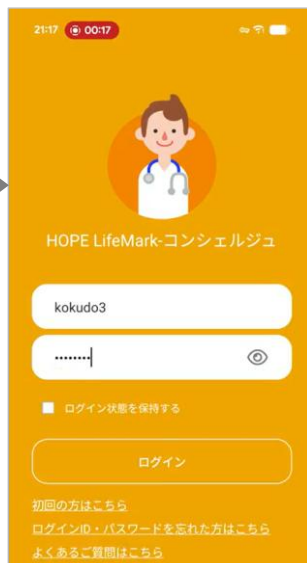 21:17 00:17
HOPE LifeMark-コンシェルジュ
kokudo3
••••••••
ログイン状態を保持する
ログイン
初回の方はこちら
ログインID・パスワードを忘れた方はこちら
よくあるご質問はこちら